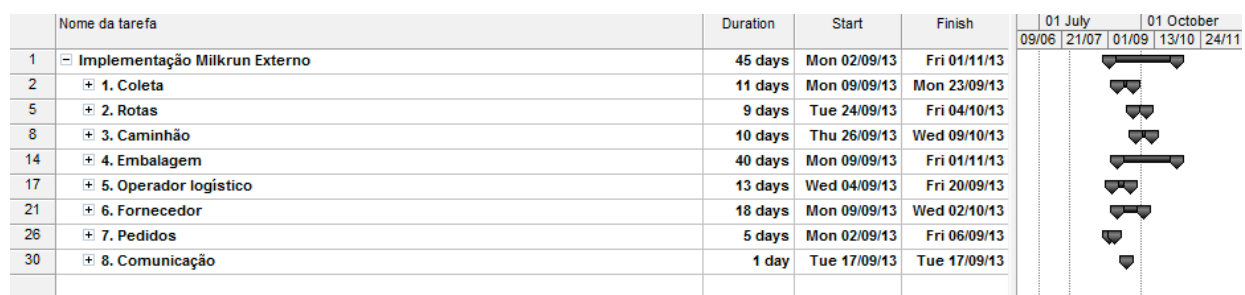 Nome da tarefa Duration Start Finish 01 July 01 October
09/06 21/07 01/09 13/10 24/11
1 Implementação Milkrun Externo 45 days Mon 02/09/13 Fri 01/11/13
2 1. Coleta 11 days Mon 09/09/13 Mon 23/09/13
5 2. Rotas 9 days Tue 24/09/13 Fri 04/10/13
8 3. Caminhão 10 days Thu 26/09/13 Wed 09/10/13
14 4. Embalagem 40 days Mon 09/09/13 Fri 01/11/13
17 5. Operador logístico 13 days Wed 04/09/13 Fri 20/09/13
21 6. Fornecedor 18 days Mon 09/09/13 Wed 02/10/13
26 7. Pedidos 5 days Mon 02/09/13 Fri 06/09/13
30 8. Comunicação 1 day Tue 17/09/13 Tue 17/09/13